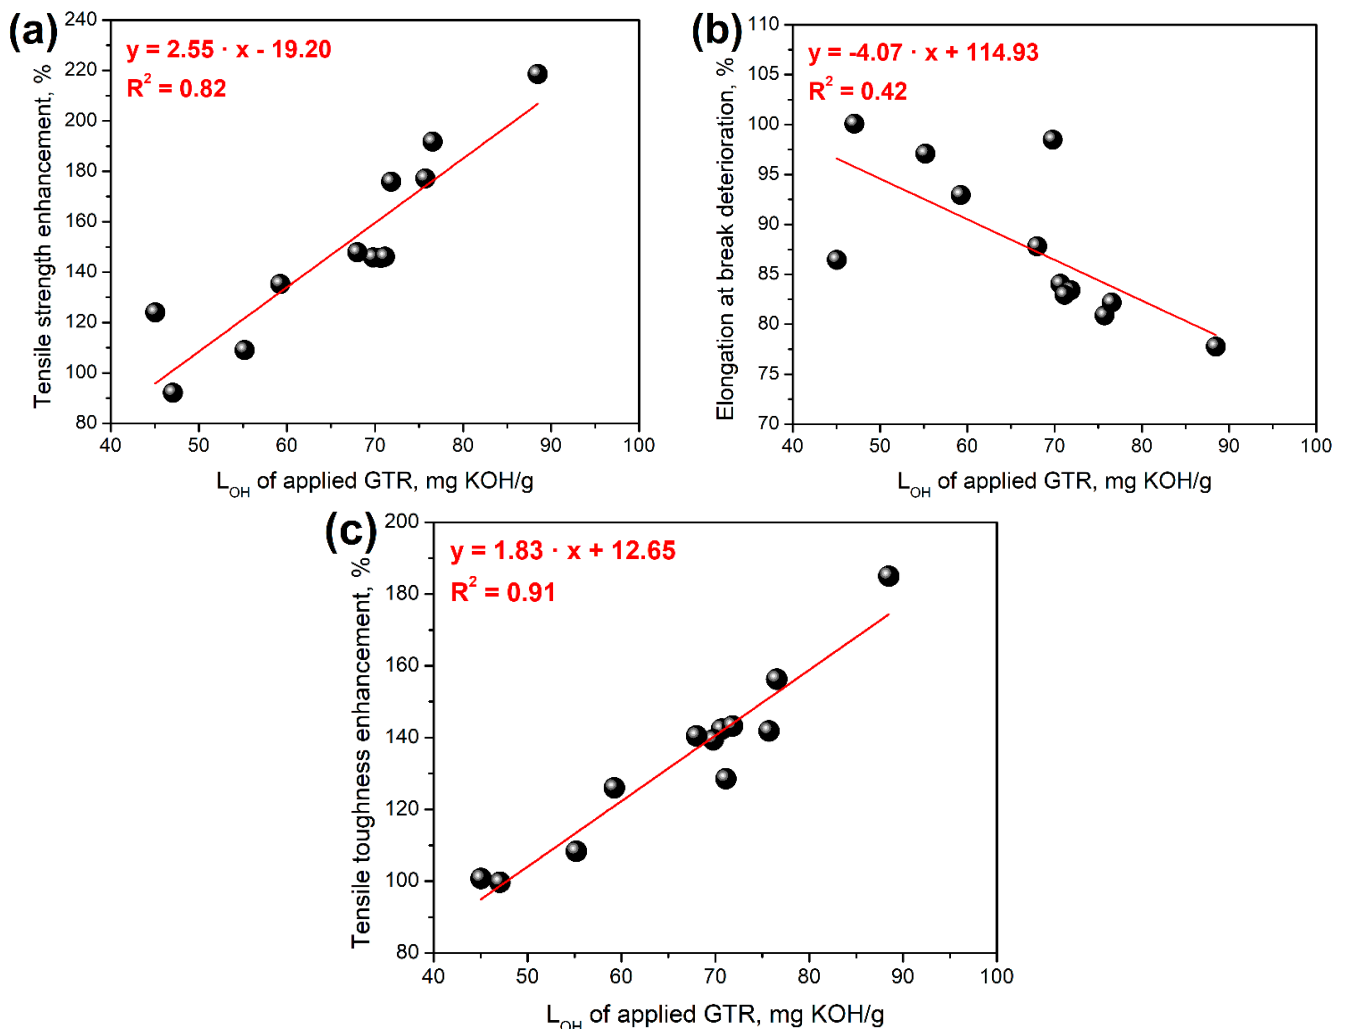 (a)
y = 2.55 · x - 19.20
R² = 0.82
Tensile strength enhancement, %
240
220
200
180
160
140
120
100
80
40 50 60 70 80 90 100
L_OH of applied GTR, mg KOH/g
(b)
y = -4.07 · x + 114.93
R² = 0.42
Elongation at break deterioration, %
110
105
100
95
90
85
80
75
70
40 50 60 70 80 90 100
L_OH of applied GTR, mg KOH/g
(c)
y = 1.83 · x + 12.65
R² = 0.91
Tensile toughness enhancement, %
200
180
160
140
120
100
80
40 50 60 70 80 90 100
L_OH of applied GTR, mg KOH/g